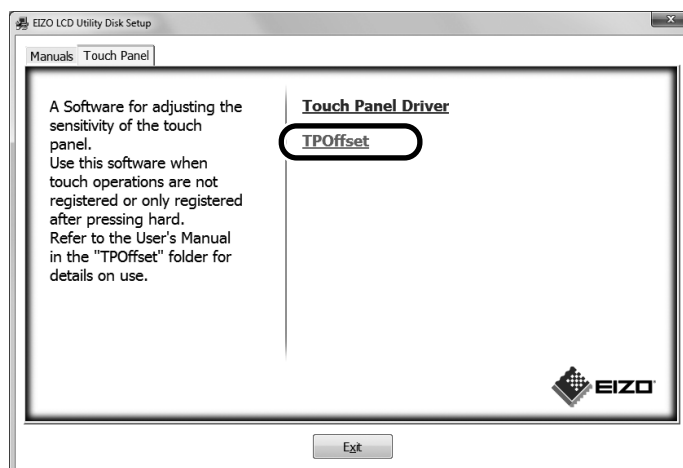 EIZO LCD Utility Disk Setup
x
Manuals Touch Panel
A Software for adjusting the
sensitivity of the touch
panel.
Use this software when
touch operations are not
registered or only registered
after pressing hard.
Refer to the User's Manual
in the "TPOffset" folder for
details on use.
Touch Panel Driver
TPOffset
EIZO
Exit